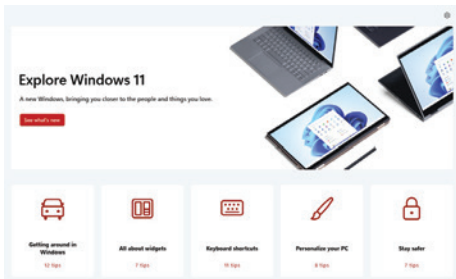 Explore Windows 11
A new Windows, bringing you closer to the people and things you love.
See what's new
Getting around in
Windows
12 tips
All about widgets
7 tips
Keyboard shortcuts
11 tips
Personalize your PC
8 tips
Stay safer
7 tips